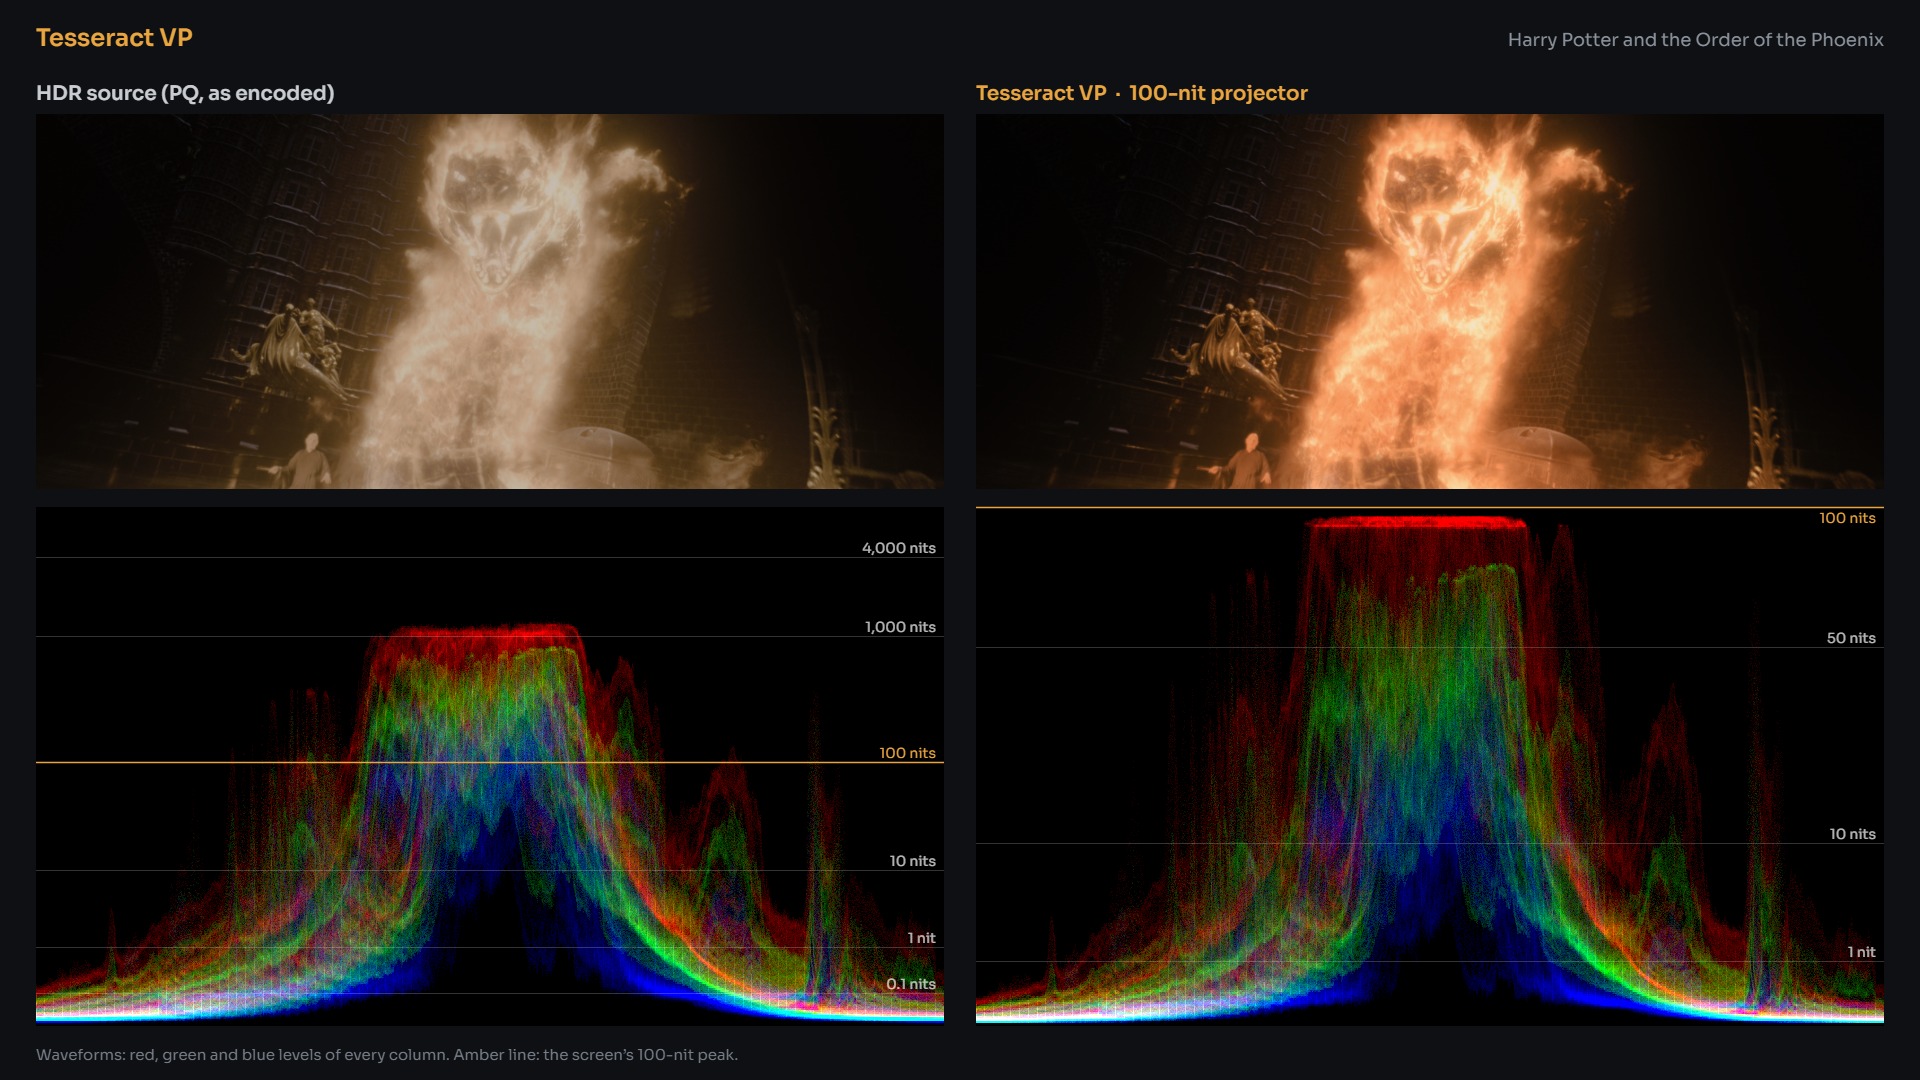 Tesseract VP
Harry Potter and the Order of the Phoenix
HDR source (PQ, as encoded)
Tesseract VP · 100-nit projector
4,000 nits
1,000 nits
100 nits
10 nits
1 nit
0.1 nits
100 nits
50 nits
10 nits
1 nit
Waveforms: red, green and blue levels of every column. Amber line: the screen’s 100-nit peak.